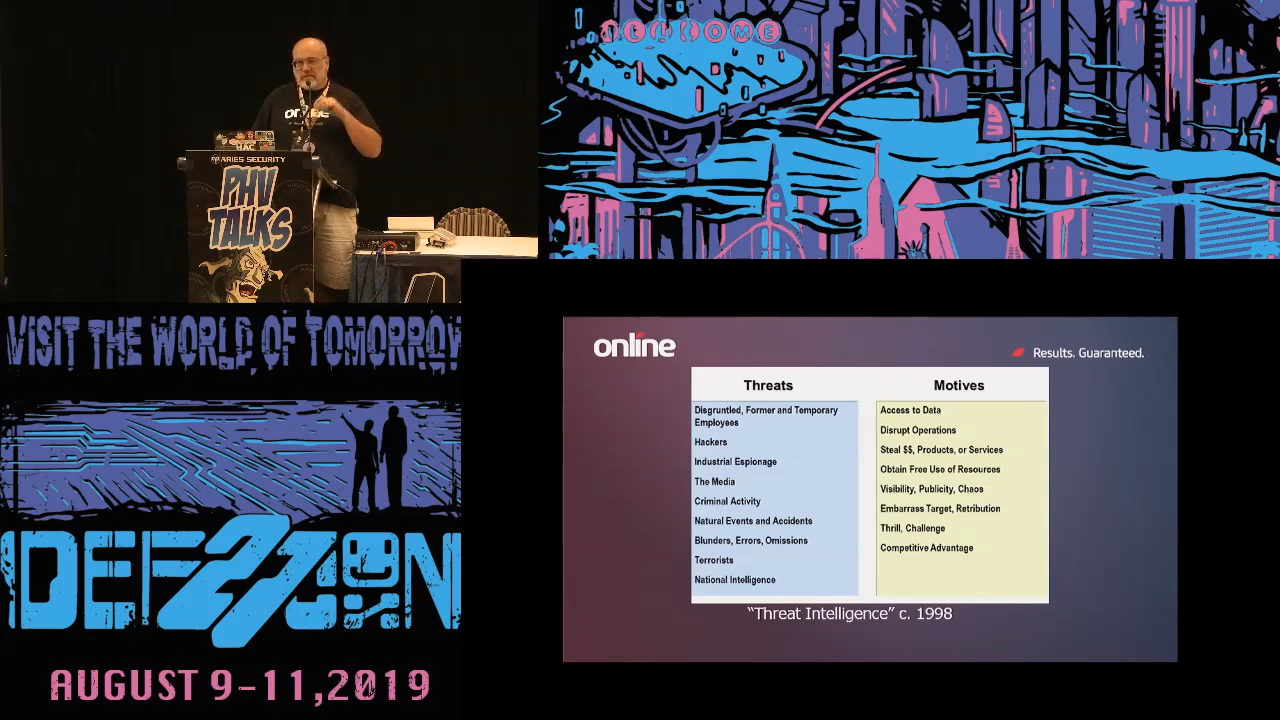 WELCOME
online
HAC
ARIES SECURITY
PHV
TALKS
VISIT THE WORLD OF TOMORROW
DEF 27 CON
AUGUST 9-11,2019
online
Results. Guaranteed.
Threats
Disgruntled, Former and Temporary
Employees
Hackers
Industrial Espionage
The Media
Criminal Activity
Natural Events and Accidents
Blunders, Errors, Omissions
Terrorists
National Intelligence
Motives
Access to Data
Disrupt Operations
Steal $$, Products, or Services
Obtain Free Use of Resources
Visibility, Publicity, Chaos
Embarrass Target, Retribution
Thrill, Challenge
Competitive Advantage
“Threat Intelligence” c. 1998